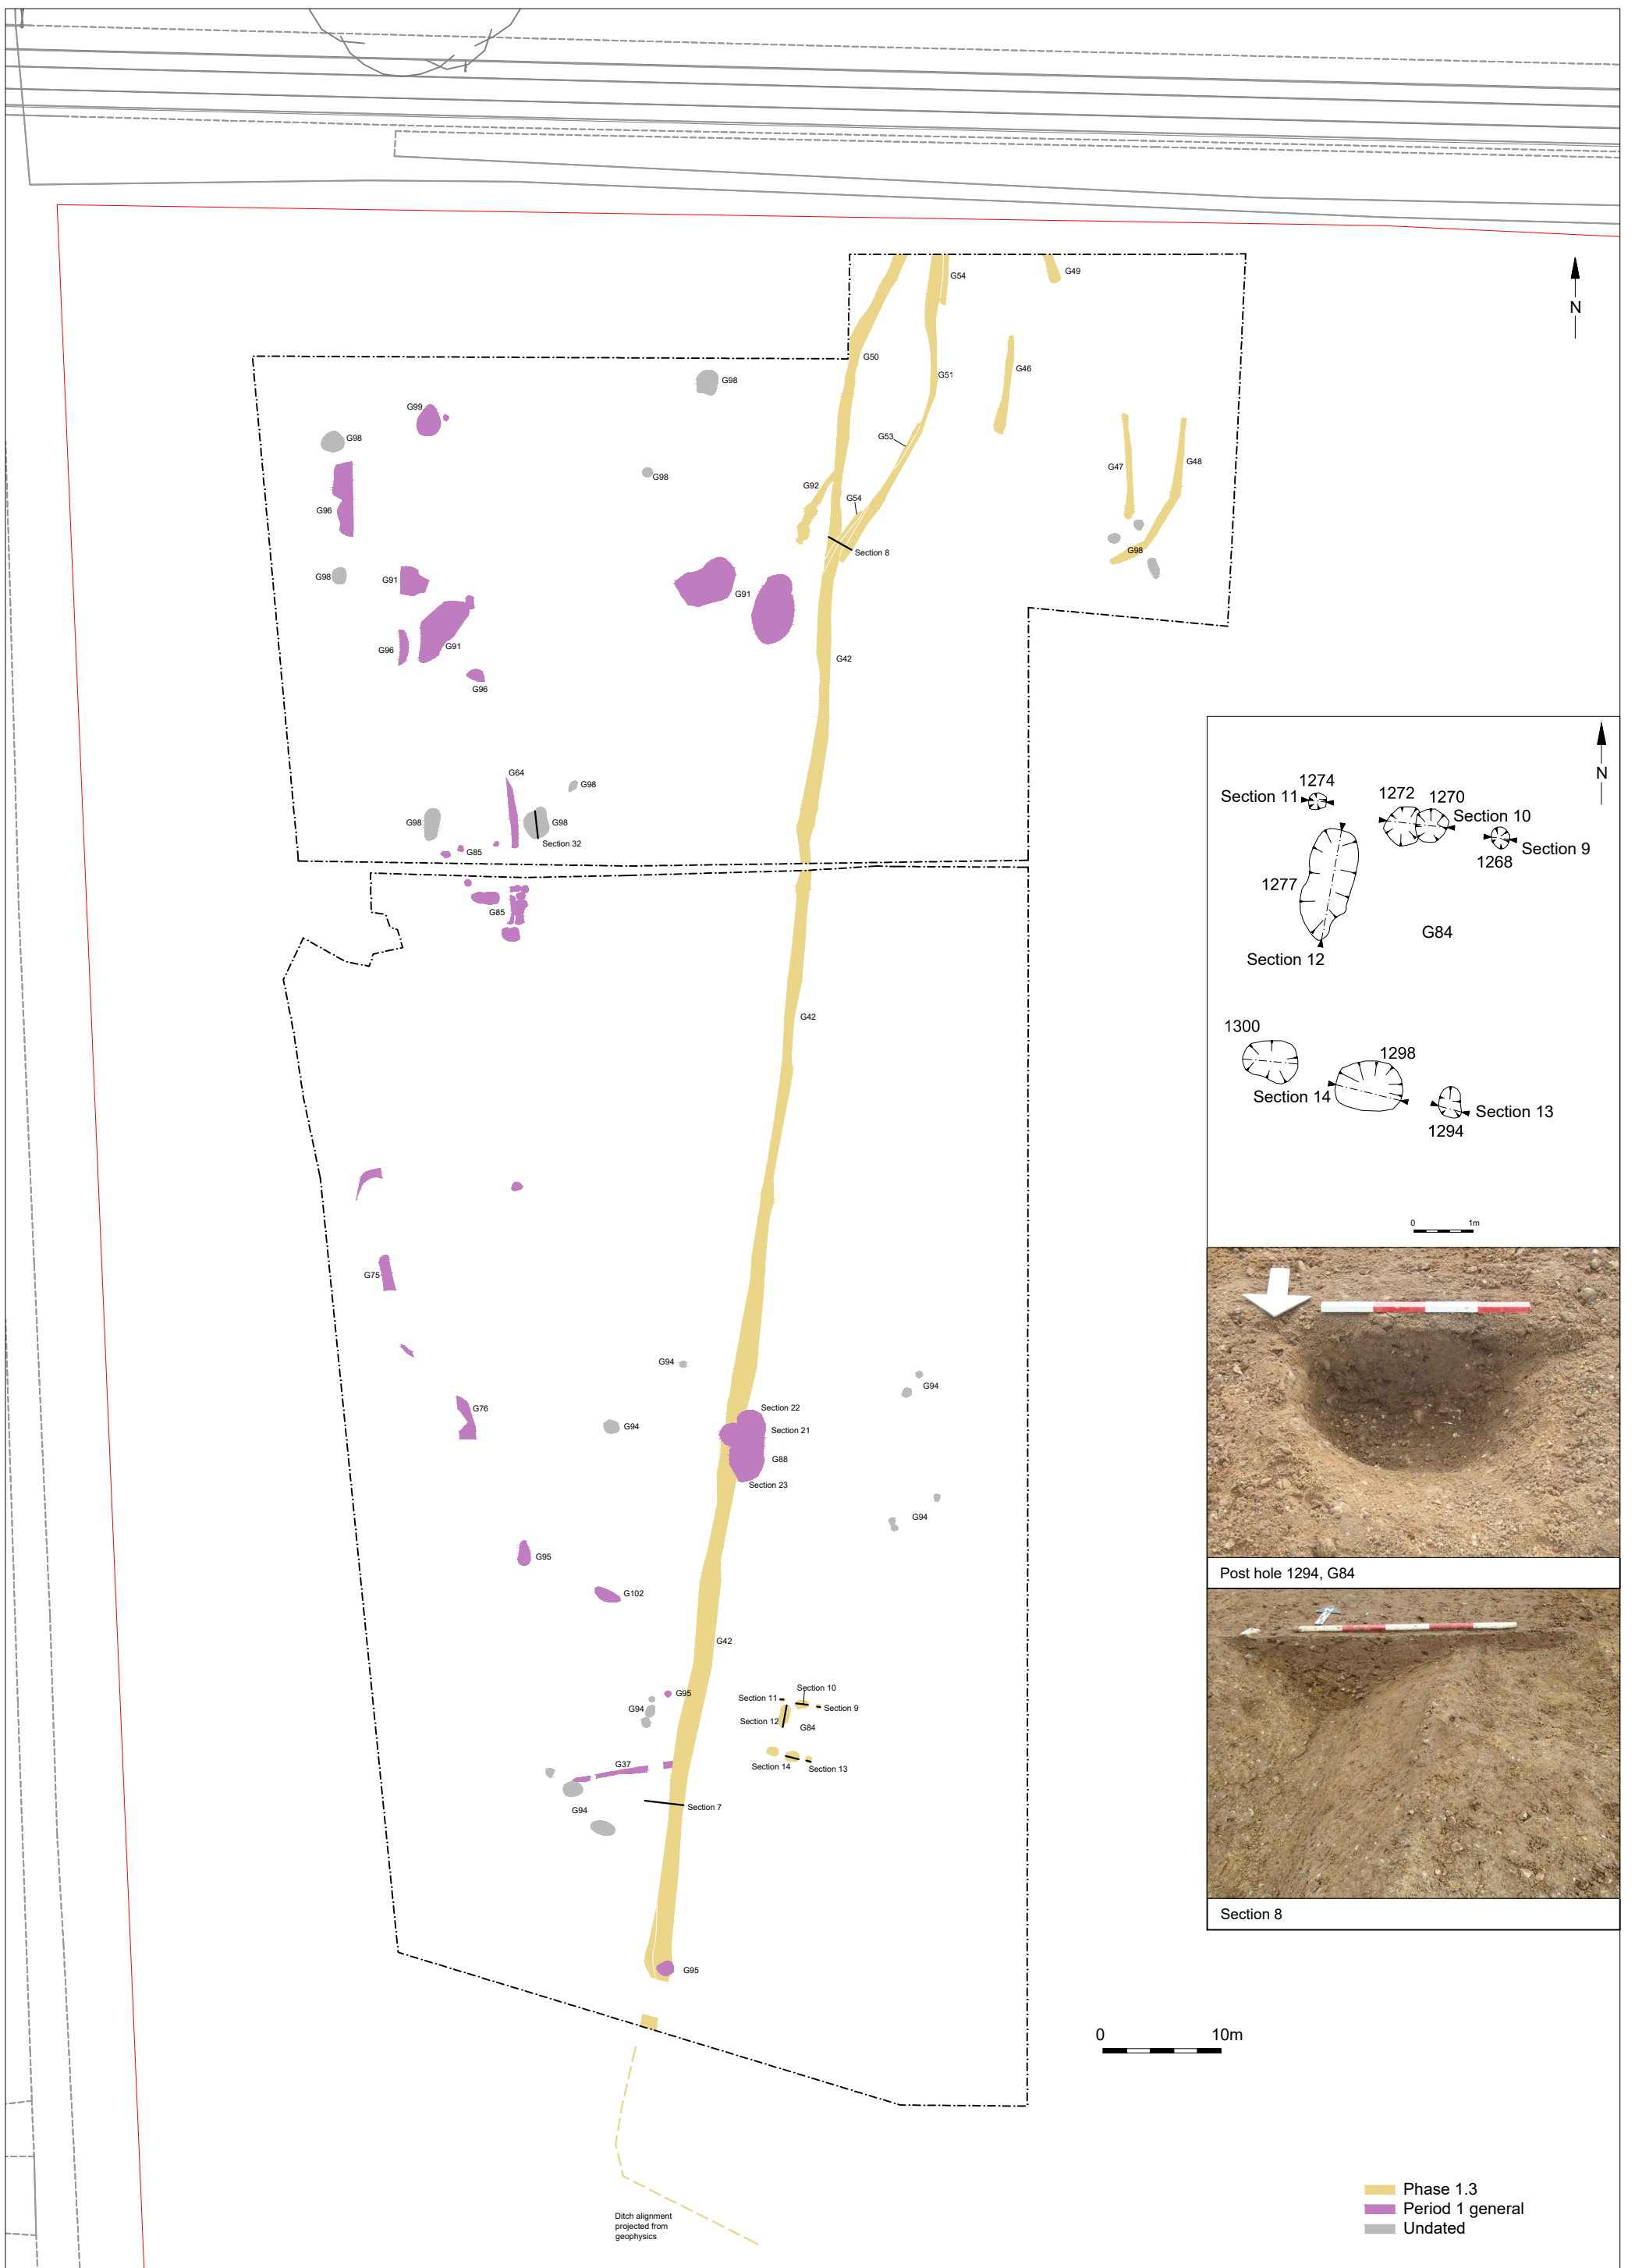 G54
G49
N
G50
G51
G46
G98
G99
G98
G53
G98
G47
G48
G92
G54
G96
Section 8
G98
G98
G91
G91
G96
G91
G42
G96
G64
G98
G98
G98
Section 32
G85
G85
G42
N
1274
Section 11
1272
1270
Section 10
Section 9
1268
1277
G84
Section 12
1300
1298
Section 14
Section 13
1294
0
1m
G75
G94
G94
G76
G94
Section 22
Section 21
G88
Section 23
G94
G95
G102
Post hole 1294, G84
G42
G95
G94
Section 11
Section 10
Section 9
Section 12
G84
G37
Section 14
Section 13
Section 7
G94
Section 8
G95
0
10m
Phase 1.3
Period 1 general
Undated
Ditch alignment
projected from
geophysics